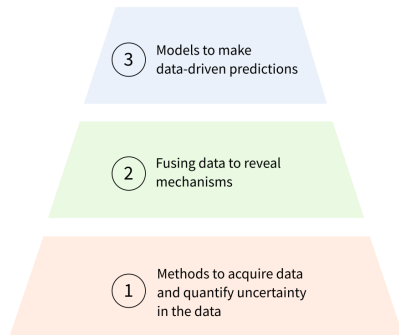 3
Models to make
data-driven predictions
2
Fusing data to reveal
mechanisms
1
Methods to acquire data
and quantify uncertainty
in the data